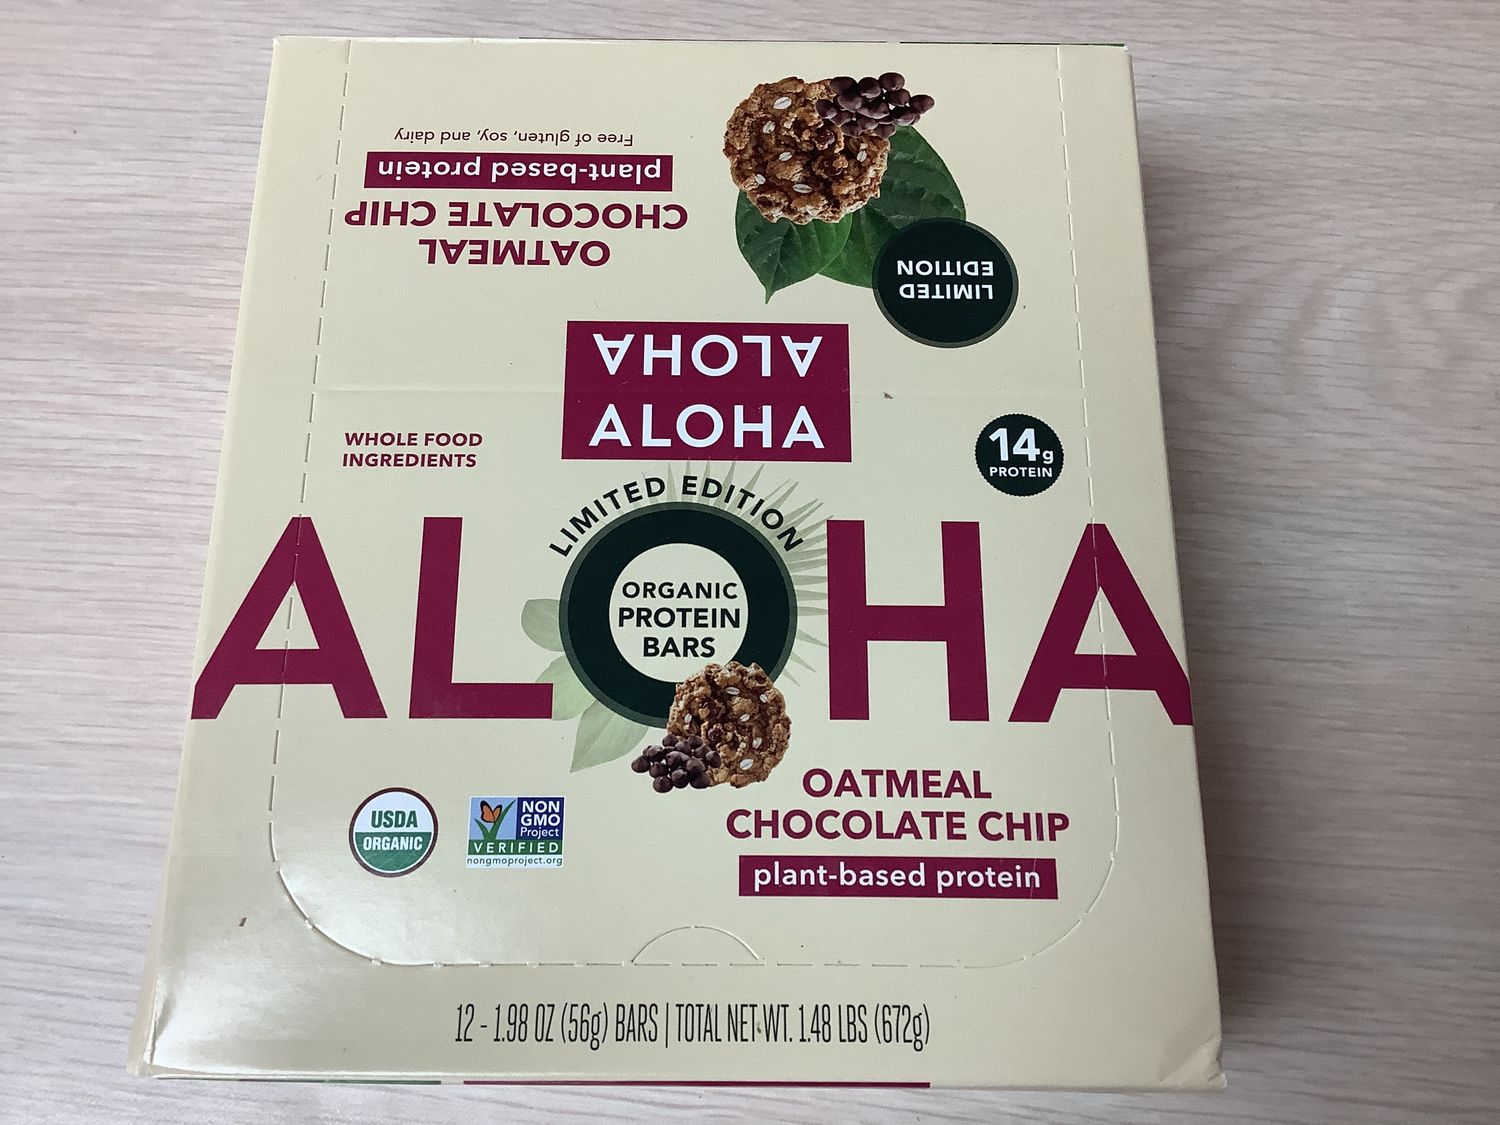 Free of gluten, soy, and dairy
plant-based protein
OATMEAL
CHOCOLATE CHIP
LIMITED
EDITION
ALOHA
ALOHA
WHOLE FOOD
INGREDIENTS
14g
PROTEIN
LIMITED EDITION
ALOHA
ORGANIC
PROTEIN
BARS
OATMEAL
CHOCOLATE CHIP
plant-based protein
USDA
ORGANIC
NON
GMO
Project
VERIFIED
nongmoproject.org
12 - 1.98 OZ (56g) BARS | TOTAL NET WT. 1.48 LBS (672g)